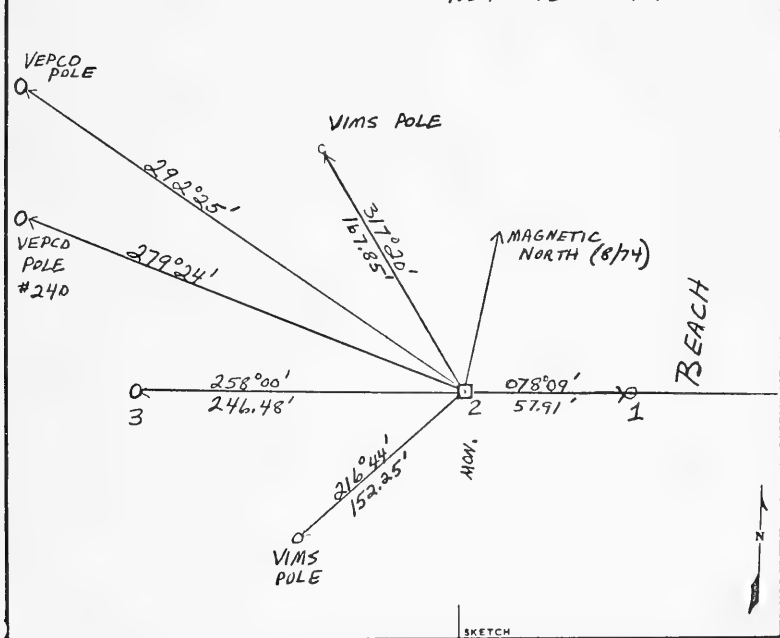 VEPCO
POLE
VIMS POLE
292°25'
317°20'
167.85'
MAGNETIC
NORTH (8/74)
VEPCO
POLE
#240
279°24'
BEACH
258°00'
246.48'
078°09'
57.91'
3
2
1
MON.
216°44'
152.25'
VIMS
POLE
N
SKETCH